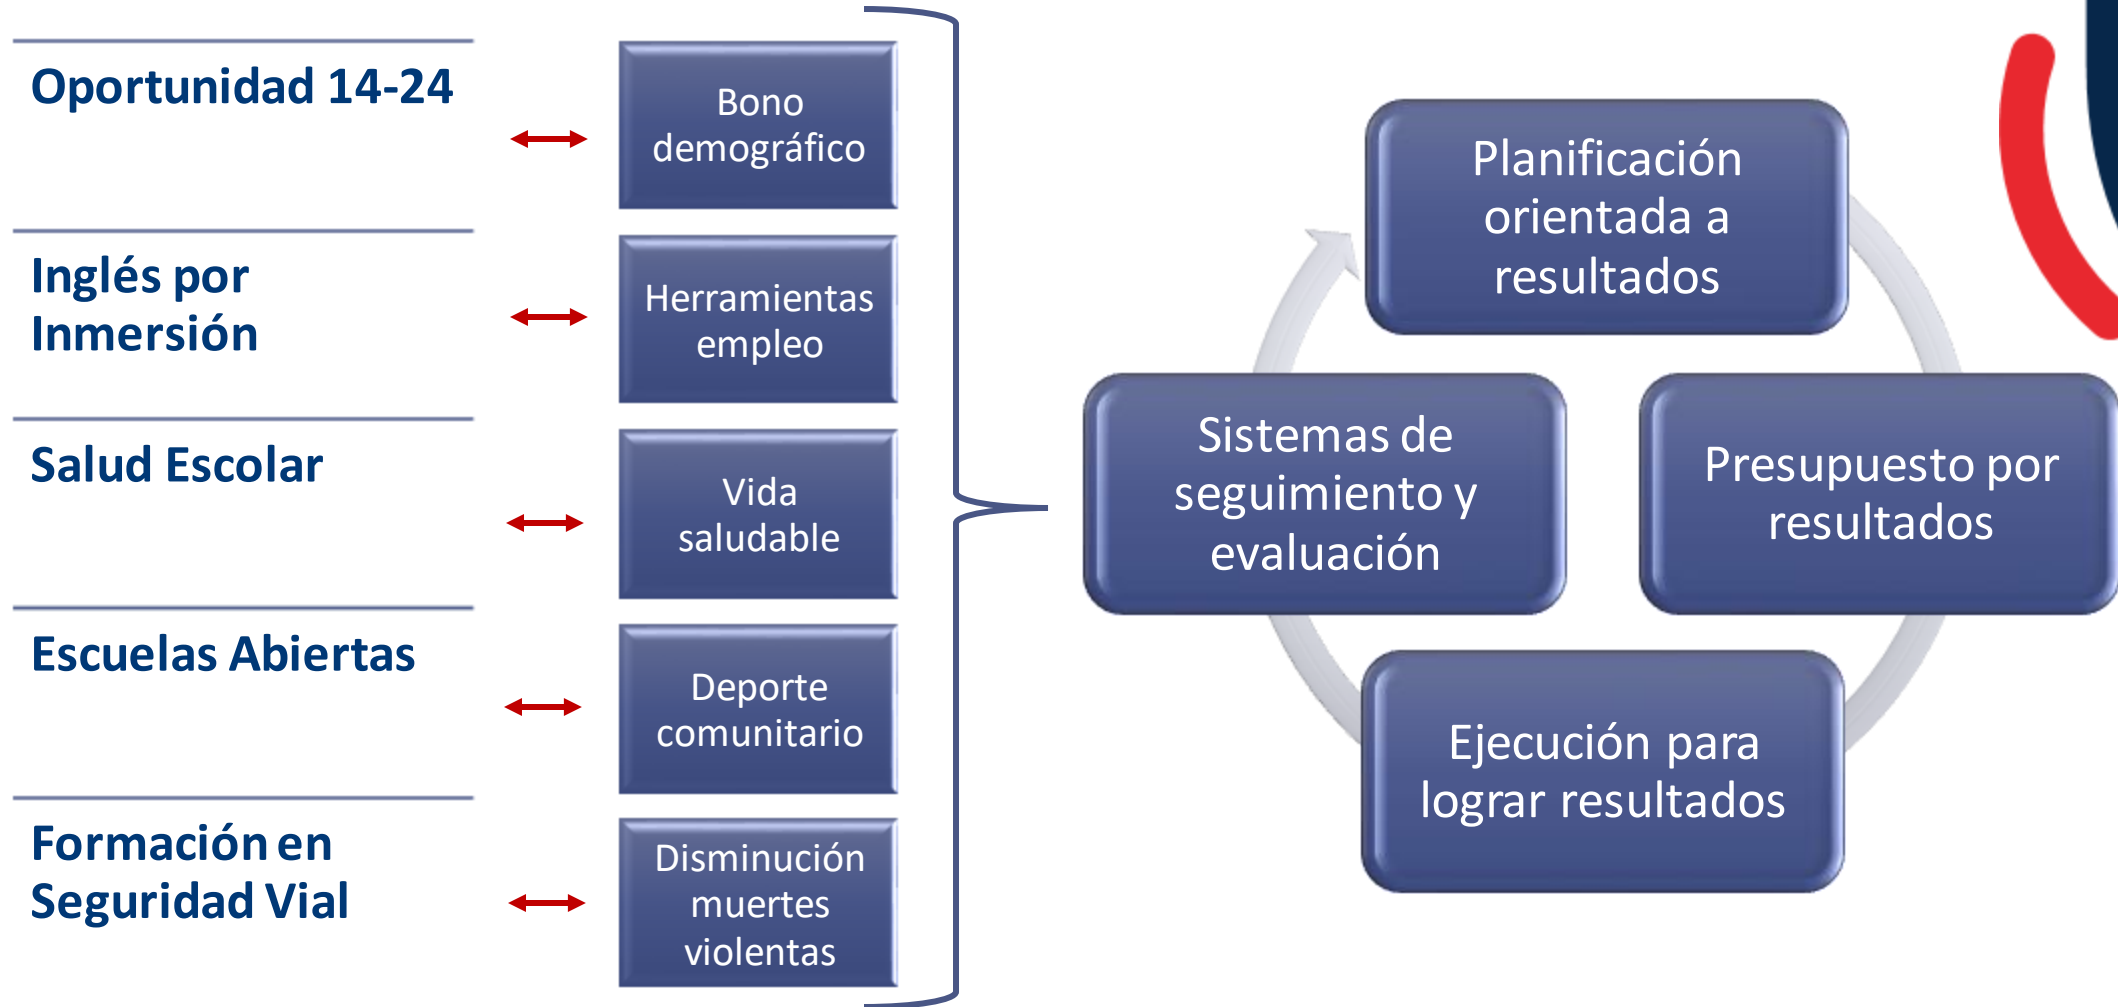 Oportunidad 14-24
Bono
demográfico
Inglés por
Inmersión
Herramientas
empleo
Salud Escolar
Vida
saludable
Escuelas Abiertas
Deporte
comunitario
Formación en
Seguridad Vial
Disminución
muertes
violentas
Planificación
orientada a
resultados
Sistemas de
seguimiento y
evaluación
Presupuesto por
resultados
Ejecución para
lograr resultados